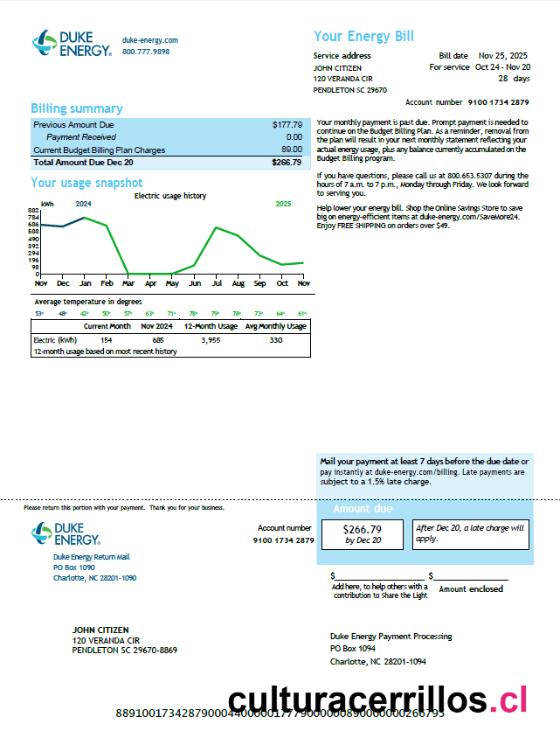 DUKE ENERGY®
duke-energy.com
800.777.9898
Your Energy Bill
Service address
JOHN CITIZEN
120 VERANDA CIR
PENDLETON SC 29670
Bill date Nov 25, 2025
For service Oct 24 - Nov 20
28 days
Account number 9100 1734 2879
Billing summary
Previous Amount Due $177.79
Payment Received 0.00
Current Budget Billing Plan Charges 89.00
Total Amount Due Dec 20 $266.79
Your monthly payment is past due. Prompt payment is needed to
continue on the Budget Billing Plan. As a reminder, removal from
the plan will result in your next monthly statement reflecting your
actual energy usage, plus any balance currently accumulated on the
Budget Billing program.
If you have questions, please call us at 800.653.5307 during the
hours of 7 a.m. to 7 p.m., Monday through Friday. We look forward
to serving you.
Help lower your energy bill. Shop the Online Savings Store to save
big on energy-efficient items at duke-energy.com/SaveMore24.
Enjoy FREE SHIPPING on orders over $49.
Your usage snapshot
Electric usage history
kWh 2024 2025
882
784
686
588
490
392
294
196
98
0
Nov Dec Jan Feb Mar Apr May Jun Jul Aug Sep Oct Nov
Average temperature in degrees
53° 48° 42° 50° 57° 63° 71° 78° 79° 78° 73° 64° 61°
Current Month Nov 2024 12-Month Usage Avg Monthly Usage
Electric (kWh) 154 685 3,955 330
12-month usage based on most recent history
Mail your payment at least 7 days before the due date or
pay instantly at duke-energy.com/billing. Late payments are
subject to a 1.5% late charge.
Please return this portion with your payment. Thank you for your business.
Amount due
DUKE ENERGY®
Account number
9100 1734 2879
$266.79
by Dec 20
After Dec 20, a late charge will
apply.
Duke Energy Return Mail
PO Box 1090
Charlotte, NC 28201-1090
$ $
Add here, to help others with a
contribution to Share the Light
Amount enclosed
JOHN CITIZEN
120 VERANDA CIR
PENDLETON SC 29670-8869
Duke Energy Payment Processing
PO Box 1094
Charlotte, NC 28201-1094
culturacerrillos.cl